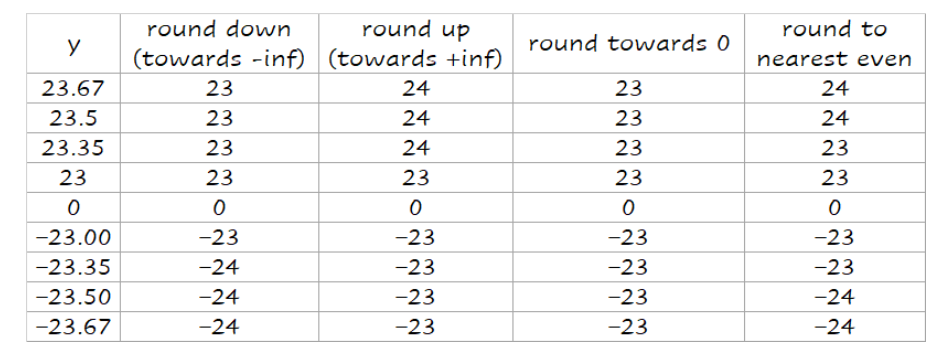 y round down (towards -inf) round up (towards +inf) round towards 0 round to nearest even
23.67 23 24 23 24
23.5 23 24 23 24
23.35 23 24 23 23
23 23 23 23 23
0 0 0 0 0
−23.00 −23 −23 −23 −23
−23.35 −24 −23 −23 −23
−23.50 −24 −23 −23 −24
−23.67 −24 −23 −23 −24